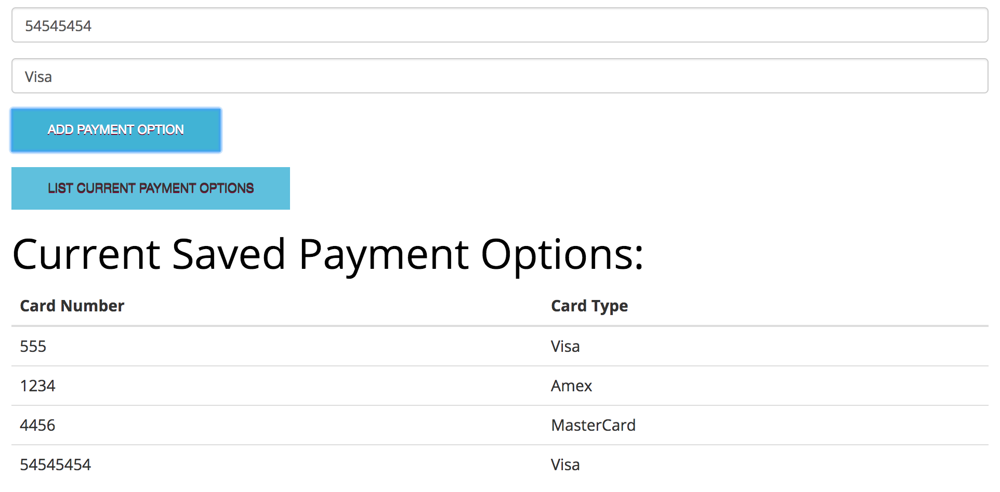 54545454
Visa
ADD PAYMENT OPTION
LIST CURRENT PAYMENT OPTIONS
Current Saved Payment Options:
Card Number Card Type
555 Visa
1234 Amex
4456 MasterCard
54545454 Visa